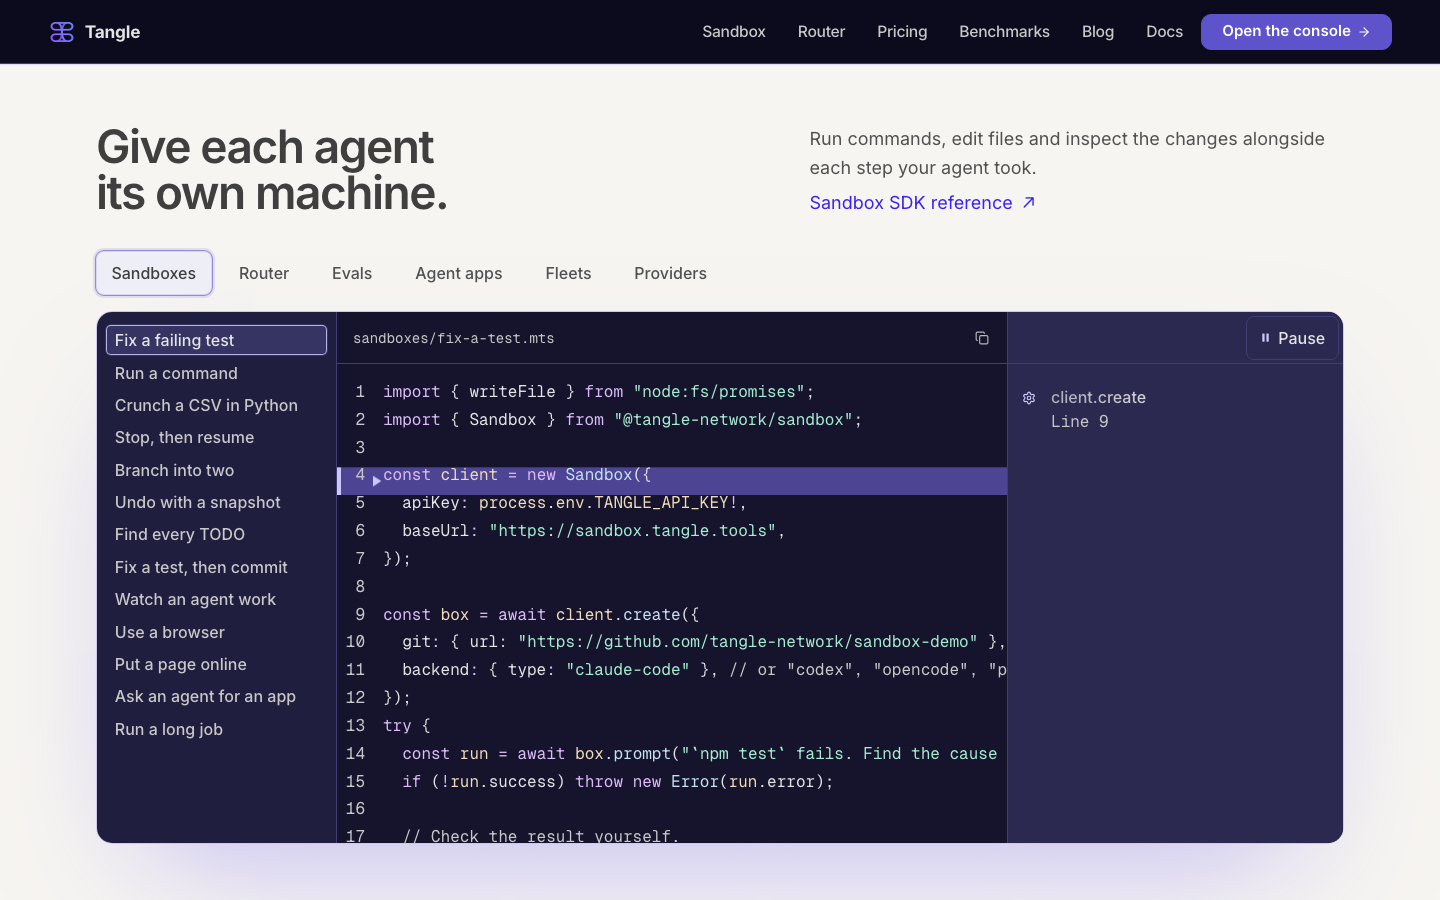 Tangle
Sandbox
Router
Pricing
Benchmarks
Blog
Docs
Open the console →
Give each agent
its own machine.
Run commands, edit files and inspect the changes alongside
each step your agent took.
Sandbox SDK reference ↗
Sandboxes
Router
Evals
Agent apps
Fleets
Providers
Fix a failing test
Run a command
Crunch a CSV in Python
Stop, then resume
Branch into two
Undo with a snapshot
Find every TODO
Fix a test, then commit
Watch an agent work
Use a browser
Put a page online
Ask an agent for an app
Run a long job
sandboxes/fix-a-test.mts
1 import { writeFile } from "node:fs/promises";
2 import { Sandbox } from "@tangle-network/sandbox";
3
4 const client = new Sandbox({
5   apiKey: process.env.TANGLE_API_KEY!,
6   baseUrl: "https://sandbox.tangle.tools",
7 });
8
9 const box = await client.create({
10   git: { url: "https://github.com/tangle-network/sandbox-demo" },
11   backend: { type: "claude-code" }, // or "codex", "opencode", "p
12 });
13 try {
14   const run = await box.prompt("`npm test` fails. Find the cause
15   if (!run.success) throw new Error(run.error);
16
17   // Check the result yourself.
Pause
client.create
Line 9